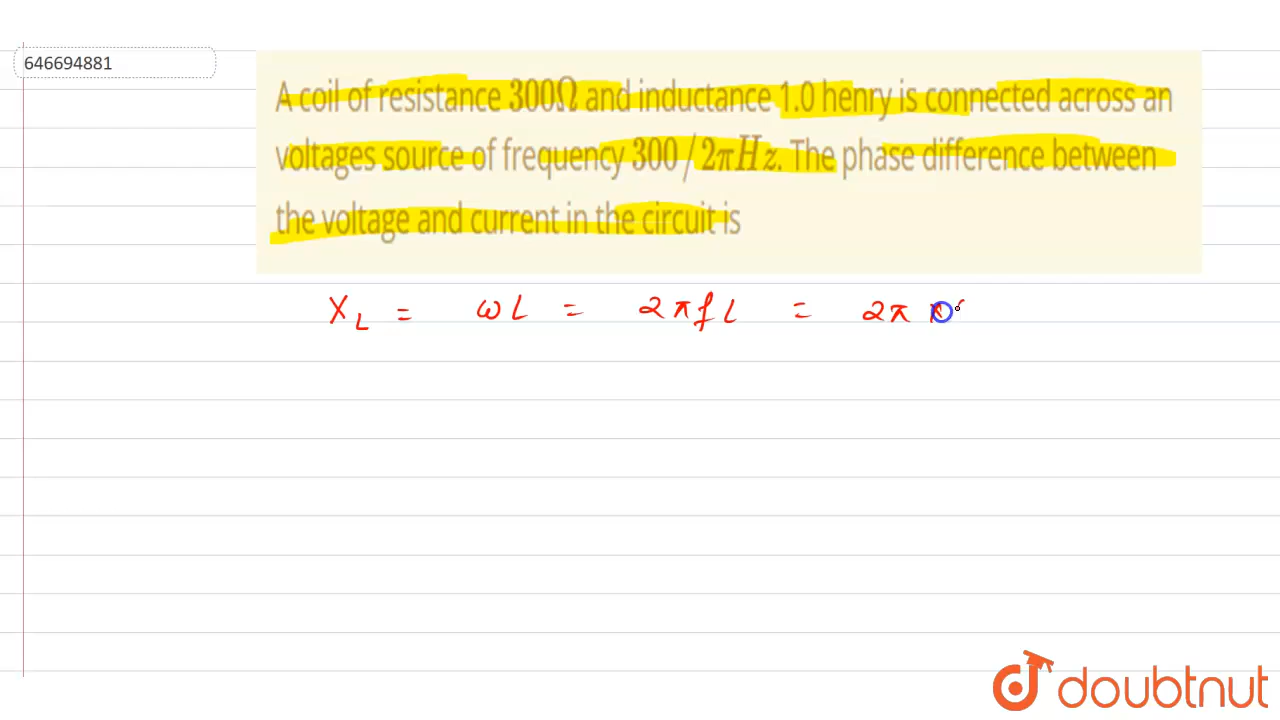 646694881
A coil of resistance 300Ω and inductance 1.0 henry is connected across an
voltages source of frequency 300/2πHz. The phase difference between
the voltage and current in the circuit is
X_L = ωL = 2πfL = 2π
doubtnut